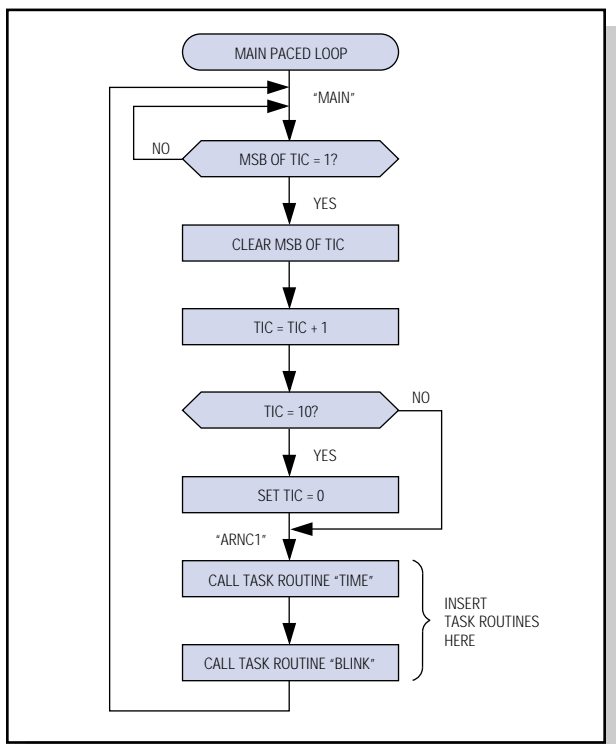 MAIN PACED LOOP
“MAIN”
NO
MSB OF TIC = 1?
YES
CLEAR MSB OF TIC
TIC = TIC + 1
NO
TIC = 10?
YES
SET TIC = 0
“ARNC1”
CALL TASK ROUTINE “TIME”
INSERT
TASK ROUTINES
HERE
CALL TASK ROUTINE “BLINK”